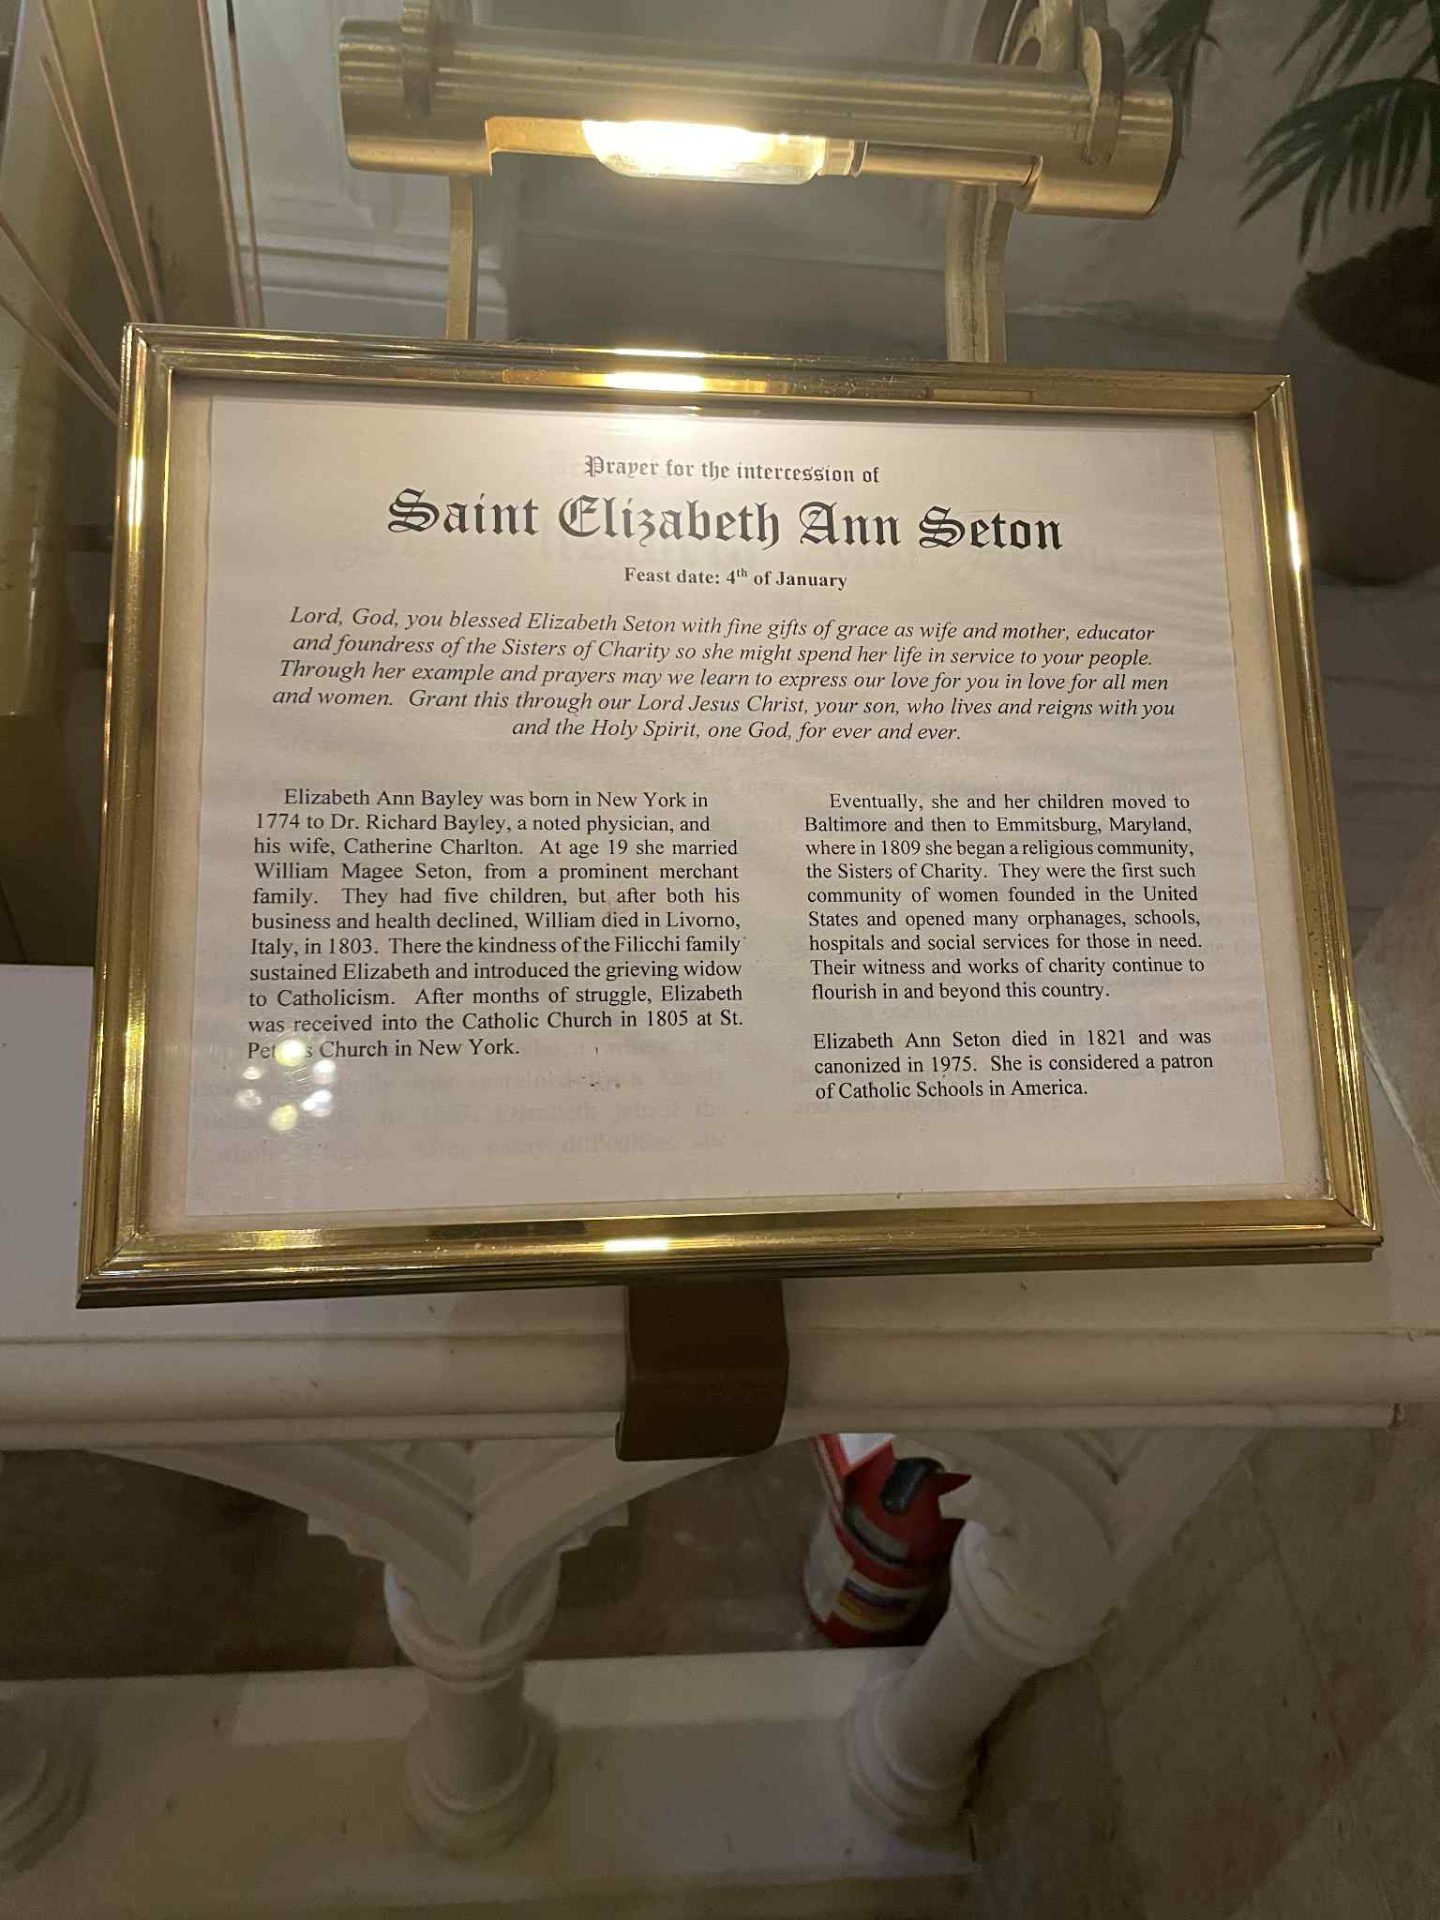 Prayer for the intercession of
Saint Elizabeth Ann Seton
Feast date: 4th of January
Lord, God, you blessed Elizabeth Seton with fine gifts of grace as wife and mother, educator
and foundress of the Sisters of Charity so she might spend her life in service to your people.
Through her example and prayers may we learn to express our love for you in love for all men
and women. Grant this through our Lord Jesus Christ, your son, who lives and reigns with you
and the Holy Spirit, one God, for ever and ever.
Elizabeth Ann Bayley was born in New York in
1774 to Dr. Richard Bayley, a noted physician, and
his wife, Catherine Charlton. At age 19 she married
William Magee Seton, from a prominent merchant
family. They had five children, but after both his
business and health declined, William died in Livorno,
Italy, in 1803. There the kindness of the Filicchi family
sustained Elizabeth and introduced the grieving widow
to Catholicism. After months of struggle, Elizabeth
was received into the Catholic Church in 1805 at St.
Church in New York.
Eventually, she and her children moved to
Baltimore and then to Emmitsburg, Maryland,
where in 1809 she began a religious community,
the Sisters of Charity. They were the first such
community of women founded in the United
States and opened many orphanages, schools,
hospitals and social services for those in need.
Their witness and works of charity continue to
flourish in and beyond this country.
Elizabeth Ann Seton died in 1821 and was
canonized in 1975. She is considered a patron
of Catholic Schools in America.